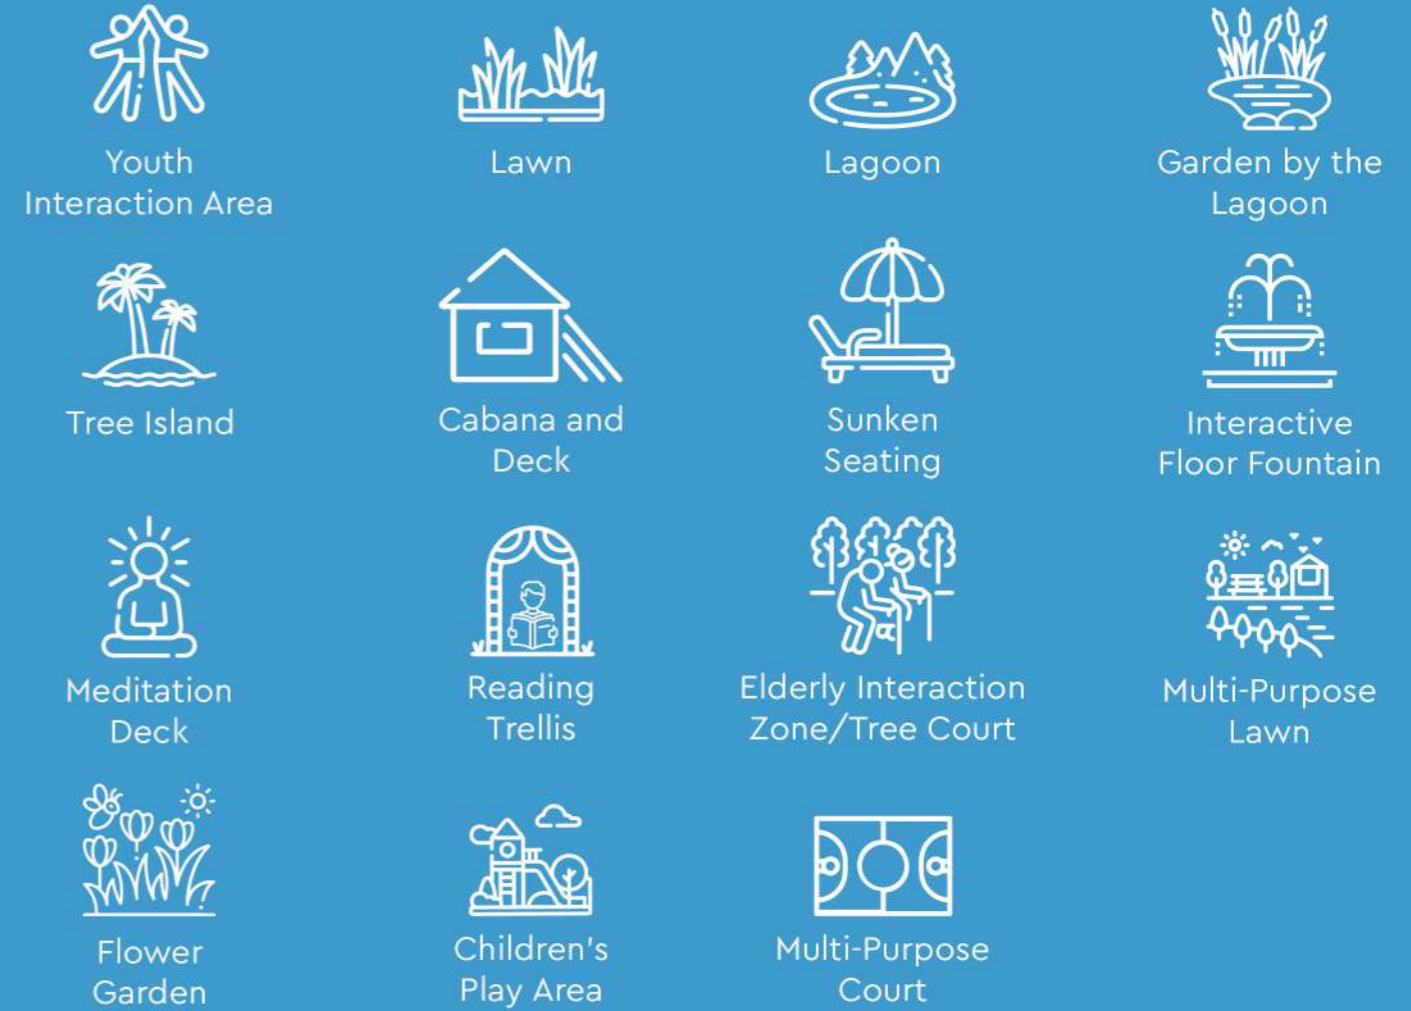 Youth
Interaction Area
Lawn
Lagoon
Garden by the
Lagoon
Tree Island
Cabana and
Deck
Sunken
Seating
Interactive
Floor Fountain
Meditation
Deck
Reading
Trellis
Elderly Interaction
Zone/Tree Court
Multi-Purpose
Lawn
Flower
Garden
Children's
Play Area
Multi-Purpose
Court